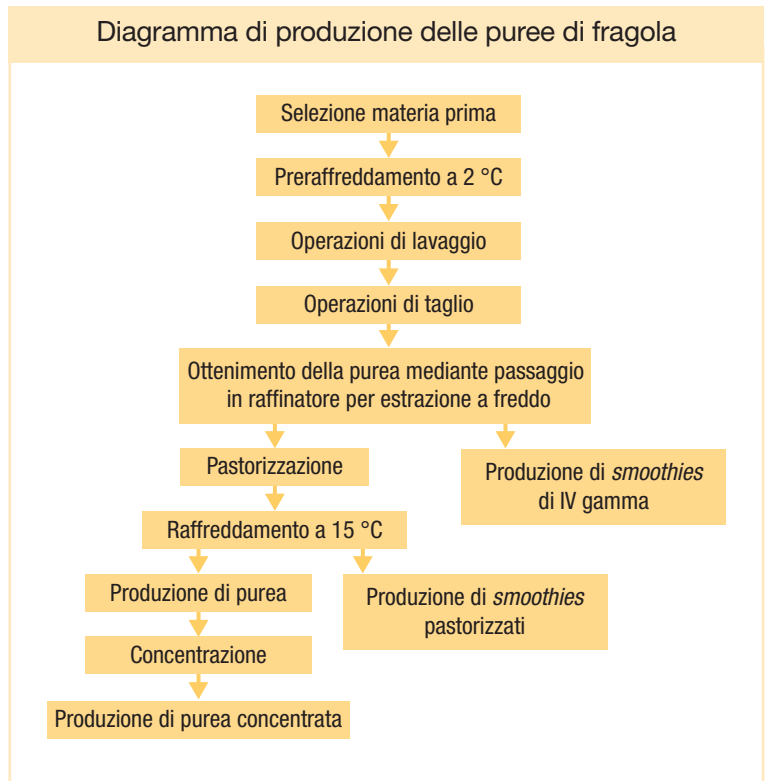 Diagramma di produzione delle puree di fragola
Selezione materia prima
Preraffreddamento a 2 °C
Operazioni di lavaggio
Operazioni di taglio
Ottenimento della purea mediante passaggio
in raffinatore per estrazione a freddo
Pastorizzazione
Produzione di smoothies
di IV gamma
Raffreddamento a 15 °C
Produzione di purea
Produzione di smoothies
pastorizzati
Concentrazione
Produzione di purea concentrata